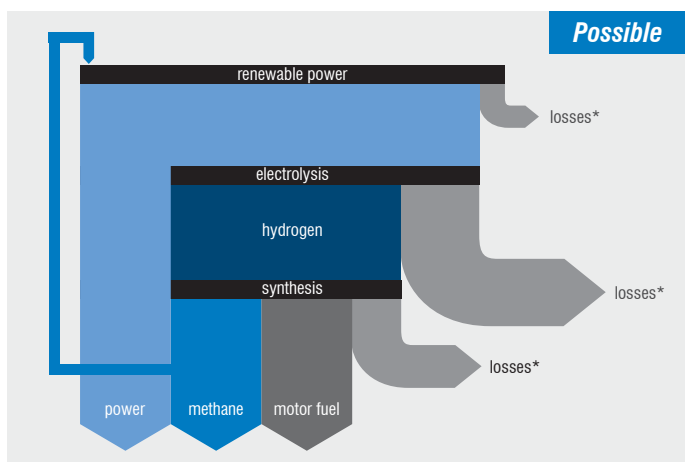 Possible
renewable power
losses*
electrolysis
hydrogen
losses*
synthesis
losses*
power
methane
motor fuel